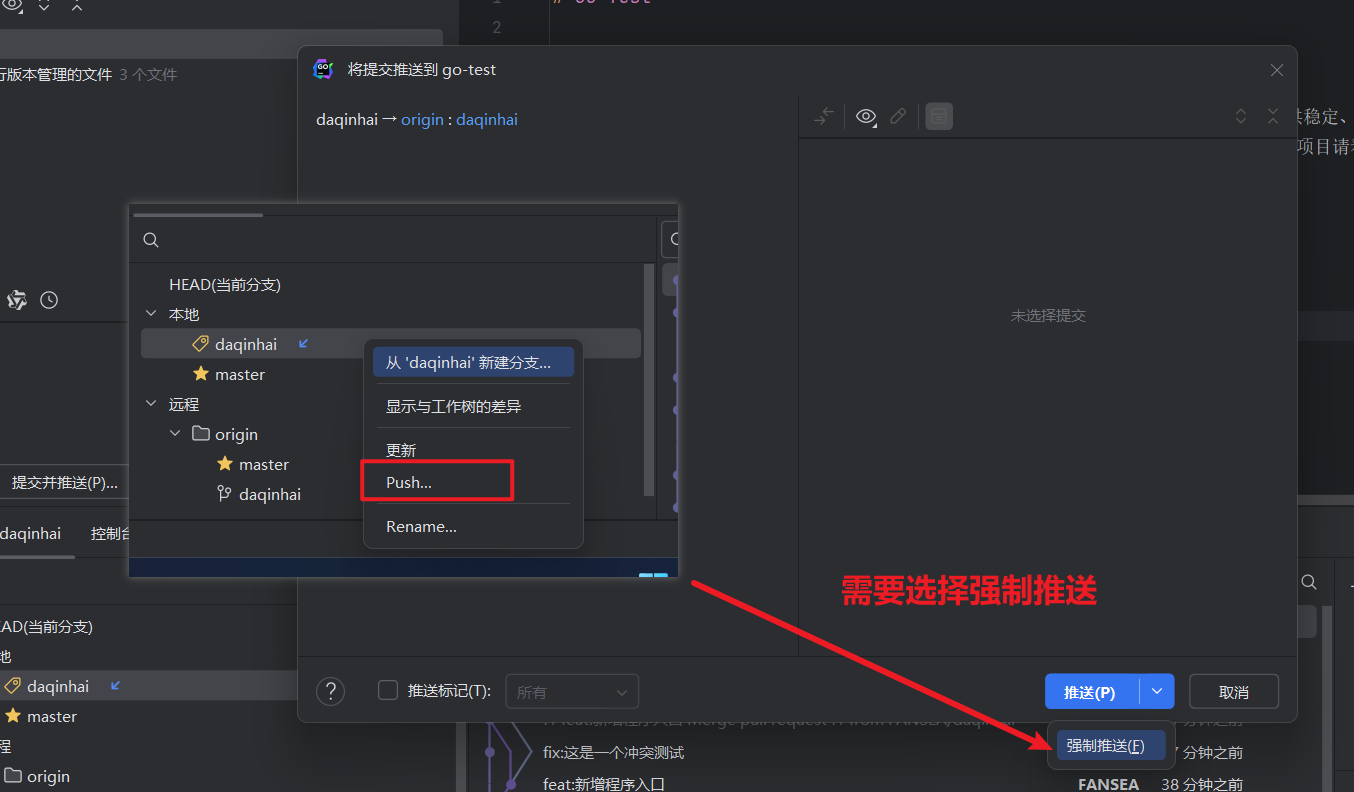 1
2
行版本管理的文件 3 个文件
将提交推送到 go-test
daqinhai → origin : daqinhai
共稳定、
项目请
HEAD(当前分支)
本地
daqinhai
master
远程
origin
master
daqinhai
从 'daqinhai' 新建分支...
显示与工作树的差异
更新
Push...
Rename...
未选择提交
提交并推送(P)...
daqinhai 控制台
需要选择强制推送
AD(当前分支)
地
daqinhai
master
程
origin
? 推送标记(T): 所有
推送(P) 取消
强制推送(F)
fix:这是一个冲突测试 7 分钟之前
feat:新增程序入口 FANSEA 38 分钟之前